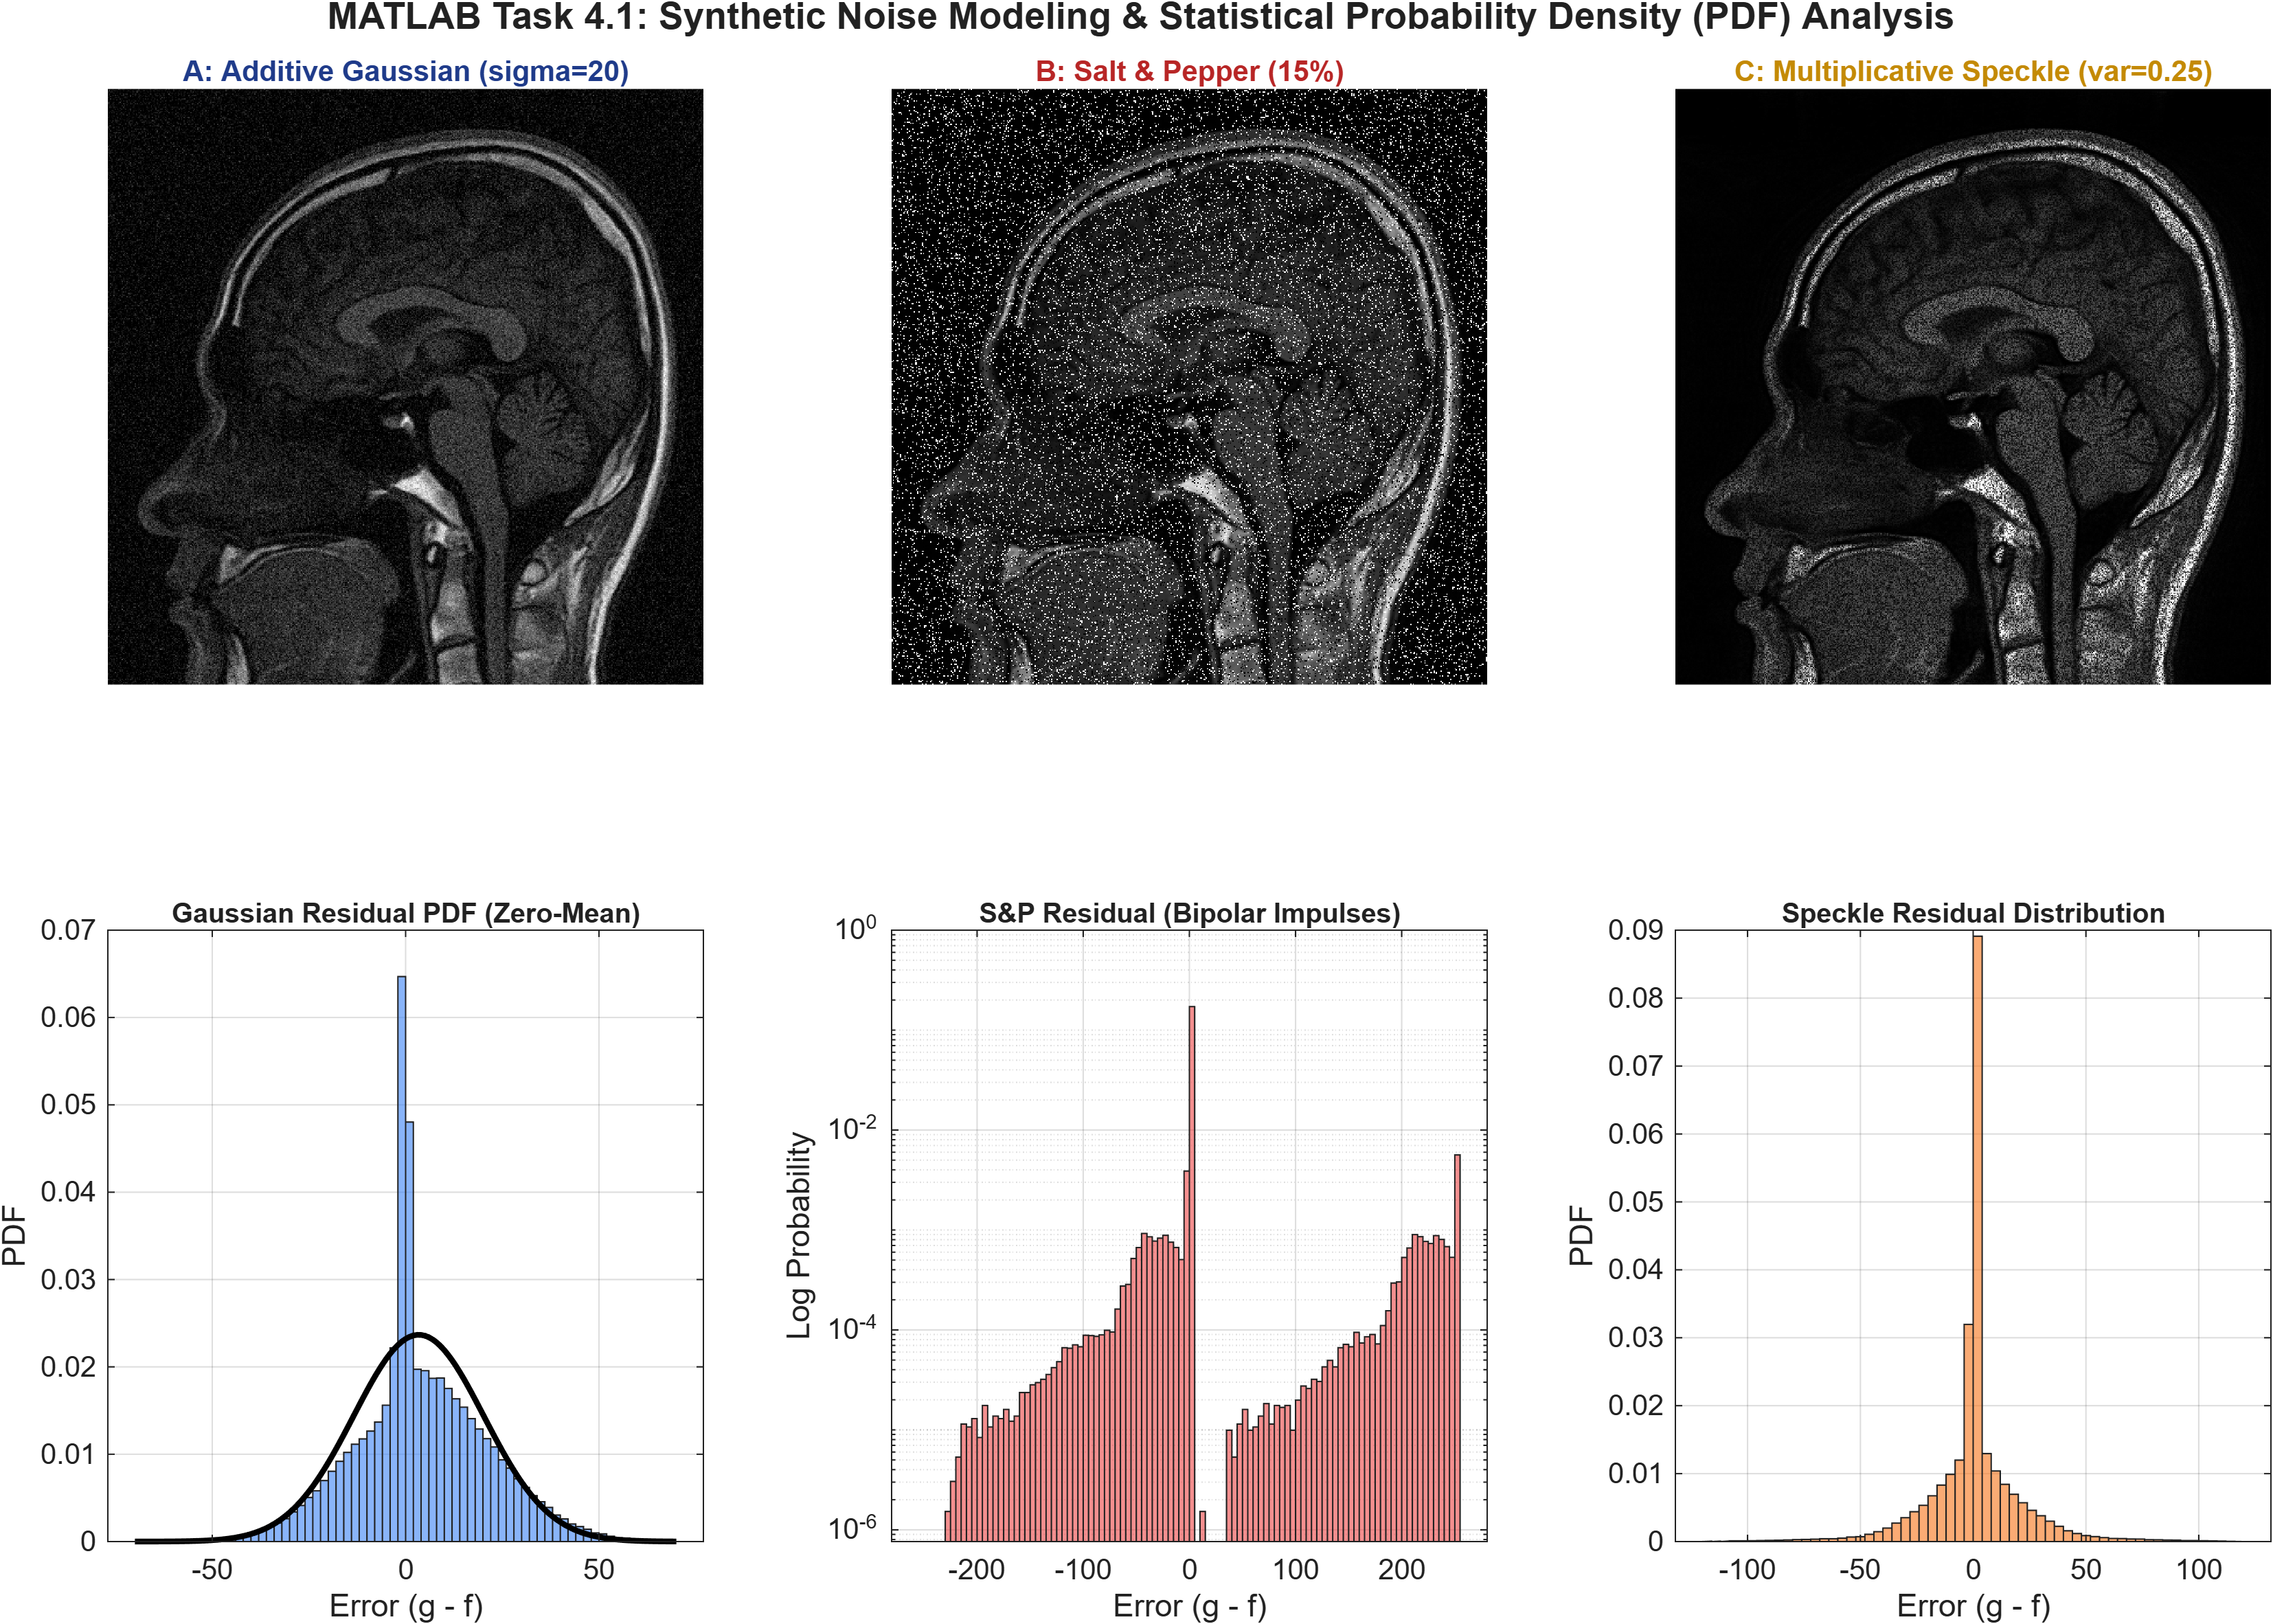 MATLAB Task 4.1: Synthetic Noise Modeling & Statistical Probability Density (PDF) Analysis
A: Additive Gaussian (sigma=20)
B: Salt & Pepper (15%)
C: Multiplicative Speckle (var=0.25)
Gaussian Residual PDF (Zero-Mean)
0.07
0.06
0.05
0.04
0.03
0.02
0.01
0
PDF
-50
0
50
Error (g - f)
S&P Residual (Bipolar Impulses)
10^0
10^-2
10^-4
10^-6
Log Probability
-200
-100
0
100
200
Error (g - f)
Speckle Residual Distribution
0.09
0.08
0.07
0.06
0.05
0.04
0.03
0.02
0.01
0
PDF
-100
-50
0
50
100
Error (g - f)